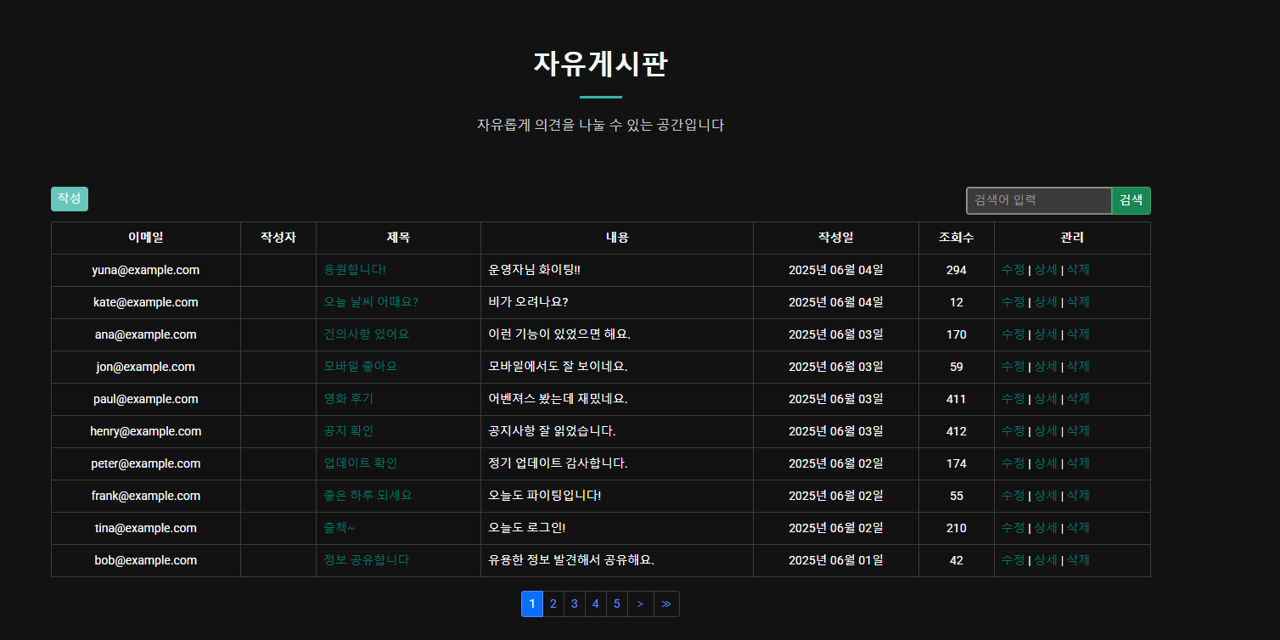 자유게시판
자유롭게 의견을 나눌 수 있는 공간입니다
작성 검색어 입력 검색
이메일 작성자 제목 내용 작성일 조회수 관리
yuna@example.com 응원합니다! 운영자님 화이팅!! 2025년 06월 04일 294 수정 | 상세 | 삭제
kate@example.com 오늘 날씨 어때요? 비가 오려나요? 2025년 06월 04일 12 수정 | 상세 | 삭제
ana@example.com 건의사항 있어요 이런 기능이 있었으면 해요. 2025년 06월 03일 170 수정 | 상세 | 삭제
jon@example.com 모바일 좋아요 모바일에서도 잘 보이네요. 2025년 06월 03일 59 수정 | 상세 | 삭제
paul@example.com 영화 후기 어벤져스 봤는데 재밌네요. 2025년 06월 03일 411 수정 | 상세 | 삭제
henry@example.com 공지 확인 공지사항 잘 읽었습니다. 2025년 06월 03일 412 수정 | 상세 | 삭제
peter@example.com 업데이트 확인 정기 업데이트 감사합니다. 2025년 06월 02일 174 수정 | 상세 | 삭제
frank@example.com 좋은 하루 되세요 오늘도 파이팅입니다! 2025년 06월 02일 55 수정 | 상세 | 삭제
tina@example.com 출첵~ 오늘도 로그인! 2025년 06월 02일 210 수정 | 상세 | 삭제
bob@example.com 정보 공유합니다 유용한 정보 발견해서 공유해요. 2025년 06월 01일 42 수정 | 상세 | 삭제
1 2 3 4 5 > ≫